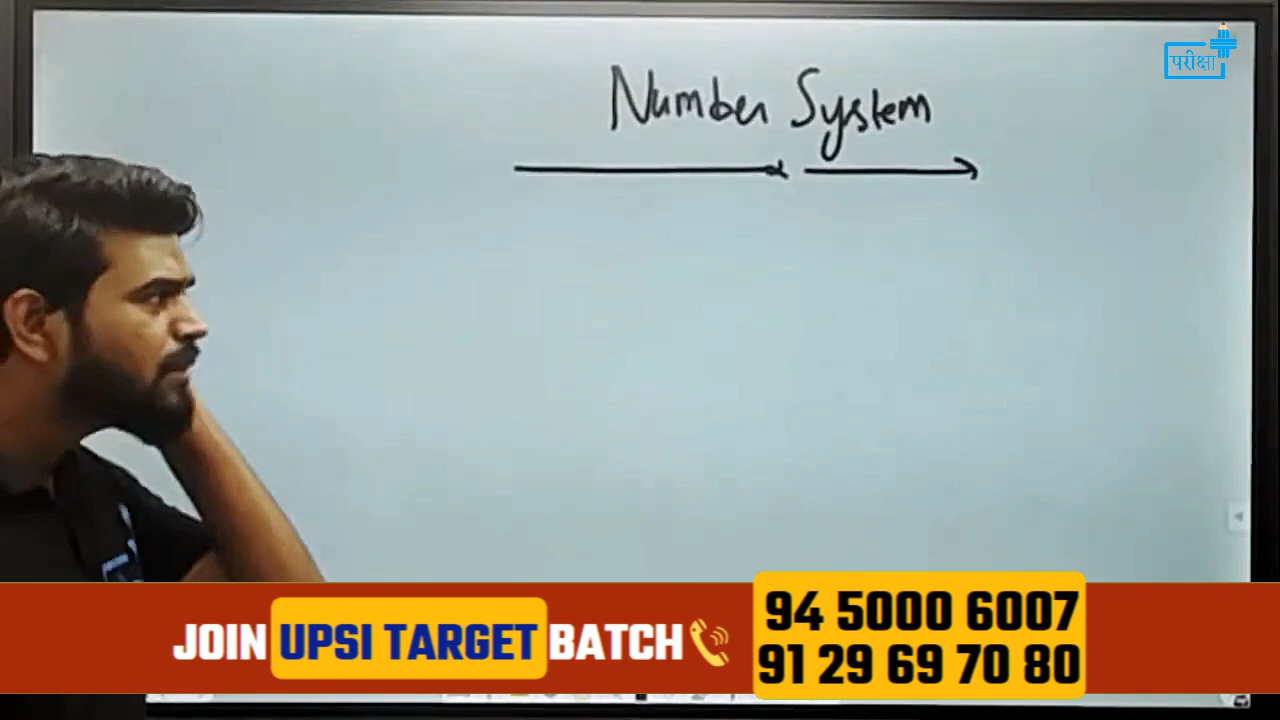 परीक्षा
Number System
JOIN UPSI TARGET BATCH
94 5000 6007
91 29 69 70 80